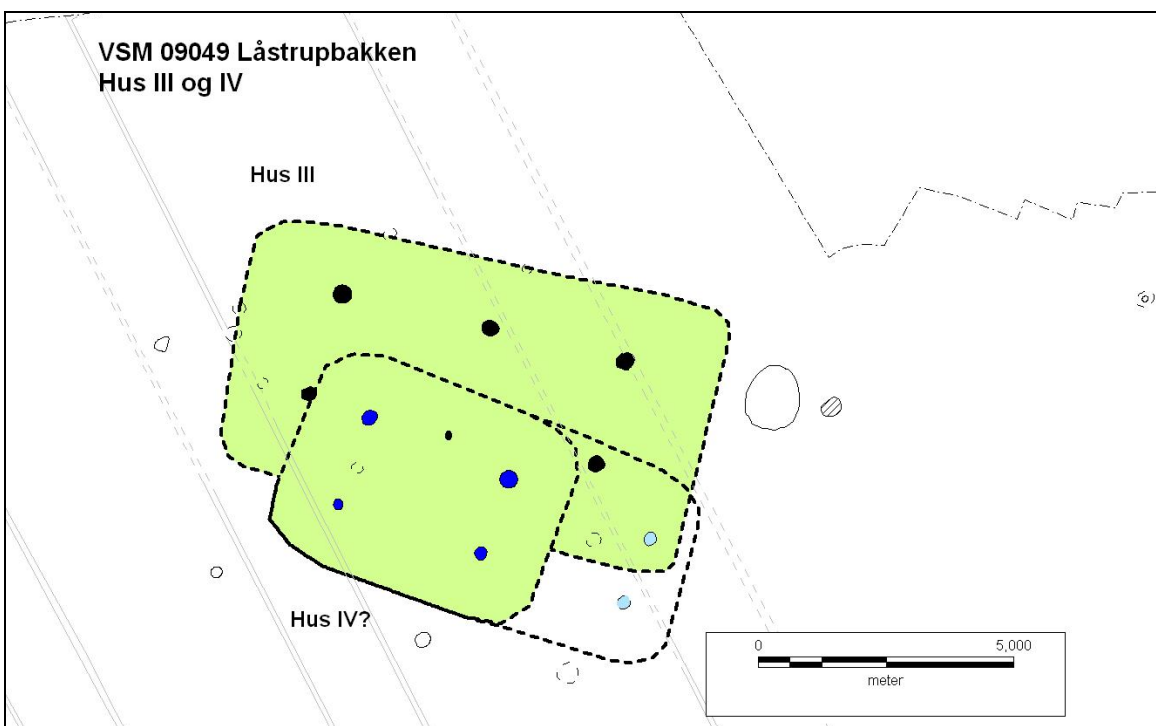 VSM 09049 Låstrupbakken
Hus III og IV
Hus III
Hus IV?
0 5,000
meter